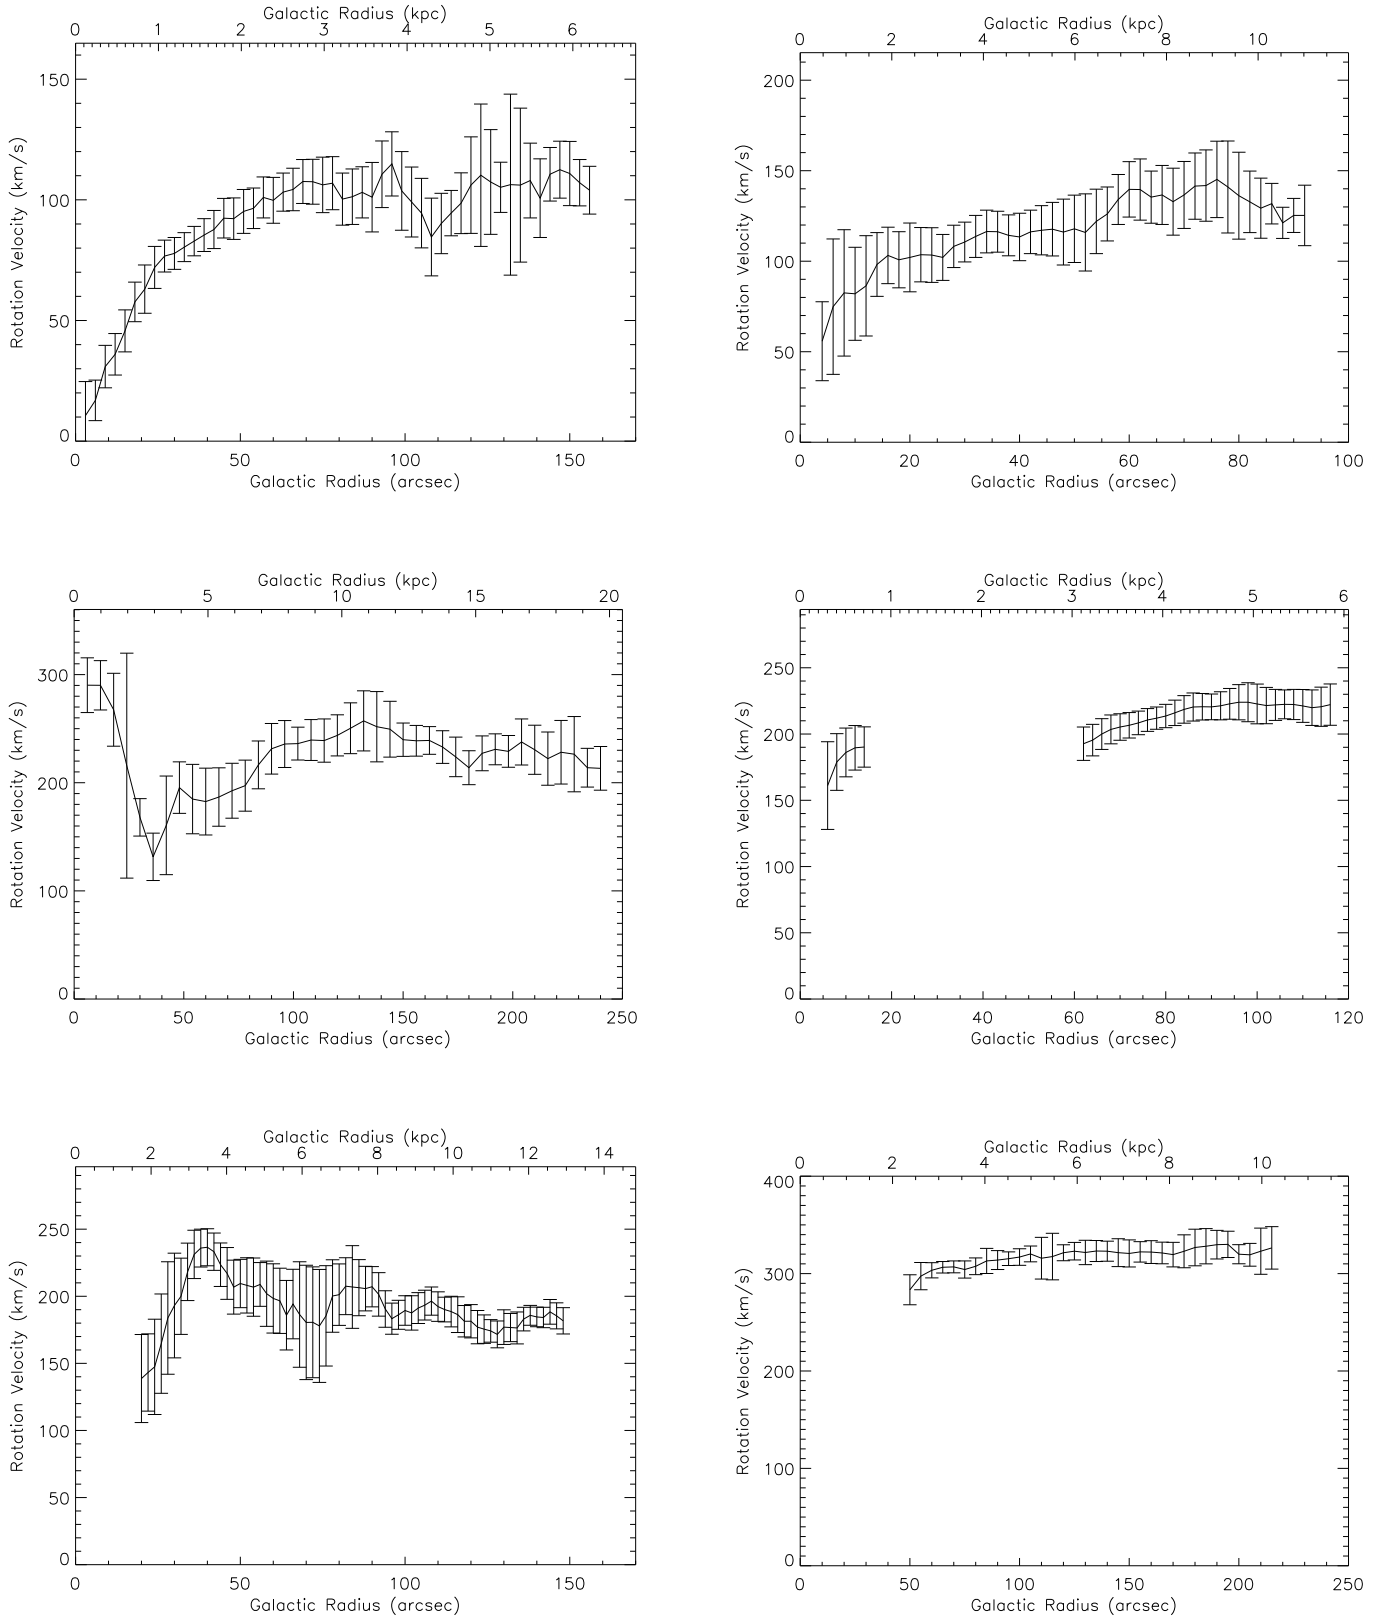 Galactic Radius (kpc)
0 1 2 3 4 5 6
150
100
50
0
Rotation Velocity (km/s)
0 50 100 150
Galactic Radius (arcsec)
Galactic Radius (kpc)
0 2 4 6 8 10
200
150
100
50
0
Rotation Velocity (km/s)
0 20 40 60 80 100
Galactic Radius (arcsec)
Galactic Radius (kpc)
0 5 10 15 20
300
200
100
0
Rotation Velocity (km/s)
0 50 100 150 200 250
Galactic Radius (arcsec)
Galactic Radius (kpc)
0 1 2 3 4 5 6
250
200
150
100
50
0
Rotation Velocity (km/s)
0 20 40 60 80 100 120
Galactic Radius (arcsec)
Galactic Radius (kpc)
0 2 4 6 8 10 12 14
250
200
150
100
50
0
Rotation Velocity (km/s)
0 50 100 150
Galactic Radius (arcsec)
Galactic Radius (kpc)
0 2 4 6 8 10
400
300
200
100
0
Rotation Velocity (km/s)
0 50 100 150 200 250
Galactic Radius (arcsec)